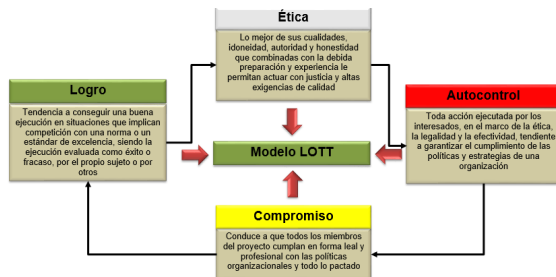 Ética
Lo mejor de sus cualidades,
idoneidad, autoridad y honestidad
que combinadas con la debida
preparación y experiencia le
permitan actuar con justicia y altas
exigencias de calidad
Logro
Tendencia a conseguir una buena
ejecución en situaciones que implican
competición con una norma o un
estándar de excelencia, siendo la
ejecución evaluada como éxito o
fracaso, por el propio sujeto o por
otros
Modelo LOTT
Autocontrol
Toda acción ejecutada por los
interesados, en el marco de la ética,
la legalidad y la efectividad, tendiente
a garantizar el cumplimiento de las
políticas y estrategias de una
organización
Compromiso
Conduce a que todos los miembros
del proyecto cumplan en forma leal y
profesional con las políticas
organizacionales y todo lo pactado